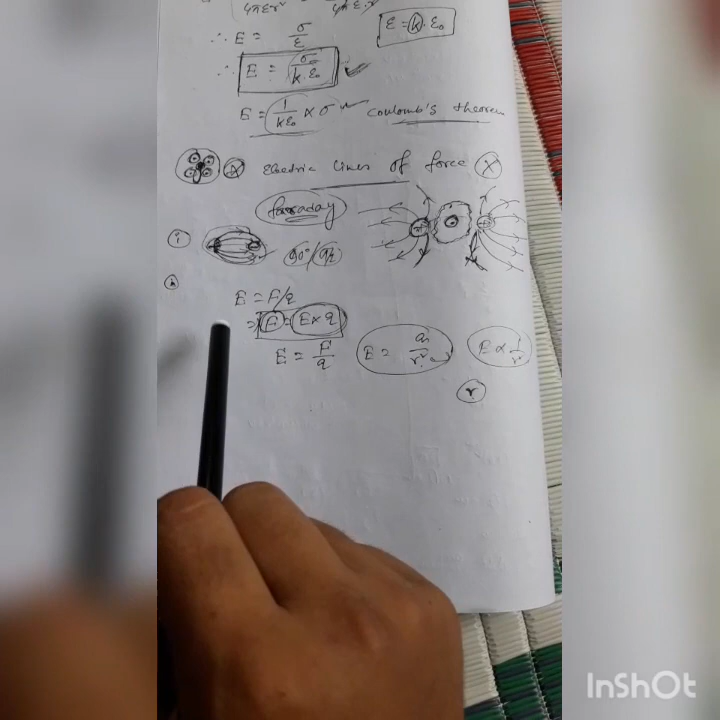 ∴ E = σ/ε
ε = k·ε₀
∴ E = σ/k·ε₀ ✓
E = 1/kε₀ × σ Coulomb's theorem
Electric lines of force
faraday
i
90°/
E = F/q
= F = E×q
E = F/q E = /r² E ∝ 1/r²
r
InShOt